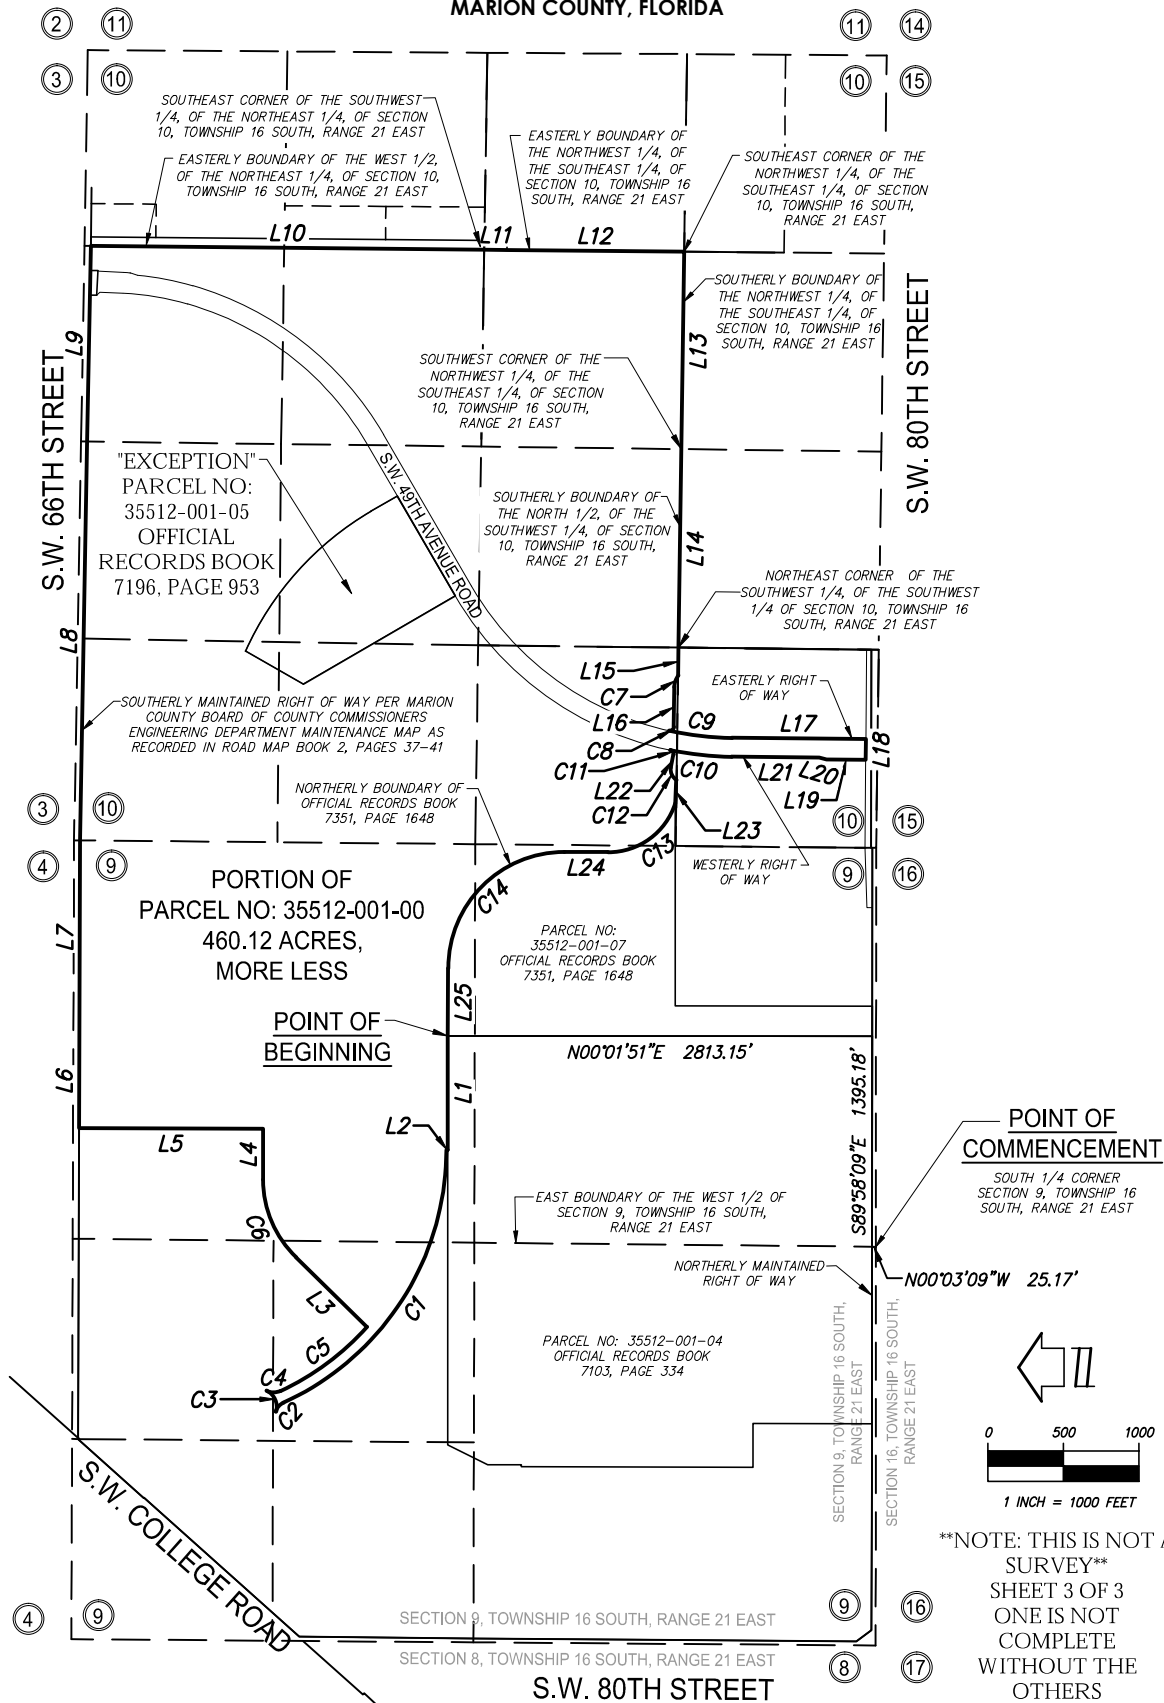 MARION COUNTY, FLORIDA
2 11
11 14
3 10
10 15
SOUTHEAST CORNER OF THE SOUTHWEST
1/4, OF THE NORTHEAST 1/4, OF SECTION
10, TOWNSHIP 16 SOUTH, RANGE 21 EAST
EASTERLY BOUNDARY OF THE WEST 1/2,
OF THE NORTHEAST 1/4, OF SECTION 10,
TOWNSHIP 16 SOUTH, RANGE 21 EAST
EASTERLY BOUNDARY OF
THE NORTHWEST 1/4, OF
THE SOUTHEAST 1/4, OF
SECTION 10, TOWNSHIP 16
SOUTH, RANGE 21 EAST
SOUTHEAST CORNER OF THE
NORTHWEST 1/4, OF THE
SOUTHEAST 1/4, OF SECTION
10, TOWNSHIP 16 SOUTH,
RANGE 21 EAST
L10
L11
L12
SOUTHERLY BOUNDARY OF
THE NORTHWEST 1/4, OF
THE SOUTHEAST 1/4, OF
SECTION 10, TOWNSHIP 16
SOUTH, RANGE 21 EAST
L9
L13
S.W. 66TH STREET
S.W. 80TH STREET
SOUTHWEST CORNER OF THE
NORTHWEST 1/4, OF THE
SOUTHEAST 1/4, OF SECTION
10, TOWNSHIP 16 SOUTH,
RANGE 21 EAST
"EXCEPTION"
PARCEL NO:
35512-001-05
OFFICIAL
RECORDS BOOK
7196, PAGE 953
S.W. 49TH AVENUE ROAD
SOUTHERLY BOUNDARY OF
THE NORTH 1/2, OF THE
SOUTHWEST 1/4, OF SECTION
10, TOWNSHIP 16 SOUTH,
RANGE 21 EAST
L14
NORTHEAST CORNER OF THE
SOUTHWEST 1/4, OF THE SOUTHWEST
1/4 OF SECTION 10, TOWNSHIP 16
SOUTH, RANGE 21 EAST
L8
L15
C7
L16
C8
C11
L22
C12
EASTERLY RIGHT
OF WAY
C9
L17
L18
C10
L21
L20
L19
L23
SOUTHERLY MAINTAINED RIGHT OF WAY PER MARION
COUNTY BOARD OF COUNTY COMMISSIONERS
ENGINEERING DEPARTMENT MAINTENANCE MAP AS
RECORDED IN ROAD MAP BOOK 2, PAGES 37-41
NORTHERLY BOUNDARY OF
OFFICIAL RECORDS BOOK
7351, PAGE 1648
3 10
10 15
4 9
9 16
C13
L24
WESTERLY RIGHT
OF WAY
C14
PORTION OF
PARCEL NO: 35512-001-00
460.12 ACRES,
MORE LESS
L7
PARCEL NO:
35512-001-07
OFFICIAL RECORDS BOOK
7351, PAGE 1648
L25
POINT OF
BEGINNING
N00°01'51"E 2813.15'
L6
L1
S89°58'09"E 1395.18'
L2
L5
L4
POINT OF
COMMENCEMENT
SOUTH 1/4 CORNER
SECTION 9, TOWNSHIP 16
SOUTH, RANGE 21 EAST
EAST BOUNDARY OF THE WEST 1/2 OF
SECTION 9, TOWNSHIP 16 SOUTH,
RANGE 21 EAST
C6
NORTHERLY MAINTAINED
RIGHT OF WAY
N00°03'09"W 25.17'
L3
C1
C5
C4
C3
C2
PARCEL NO: 35512-001-04
OFFICIAL RECORDS BOOK
7103, PAGE 334
SECTION 9, TOWNSHIP 16 SOUTH,
RANGE 21 EAST
SECTION 16, TOWNSHIP 16 SOUTH,
RANGE 21 EAST
0 500 1000
1 INCH = 1000 FEET
S.W. COLLEGE ROAD
**NOTE: THIS IS NOT A
SURVEY**
SHEET 3 OF 3
ONE IS NOT
COMPLETE
WITHOUT THE
OTHERS
4 9
9 16
SECTION 9, TOWNSHIP 16 SOUTH, RANGE 21 EAST
SECTION 8, TOWNSHIP 16 SOUTH, RANGE 21 EAST
8 17
S.W. 80TH STREET